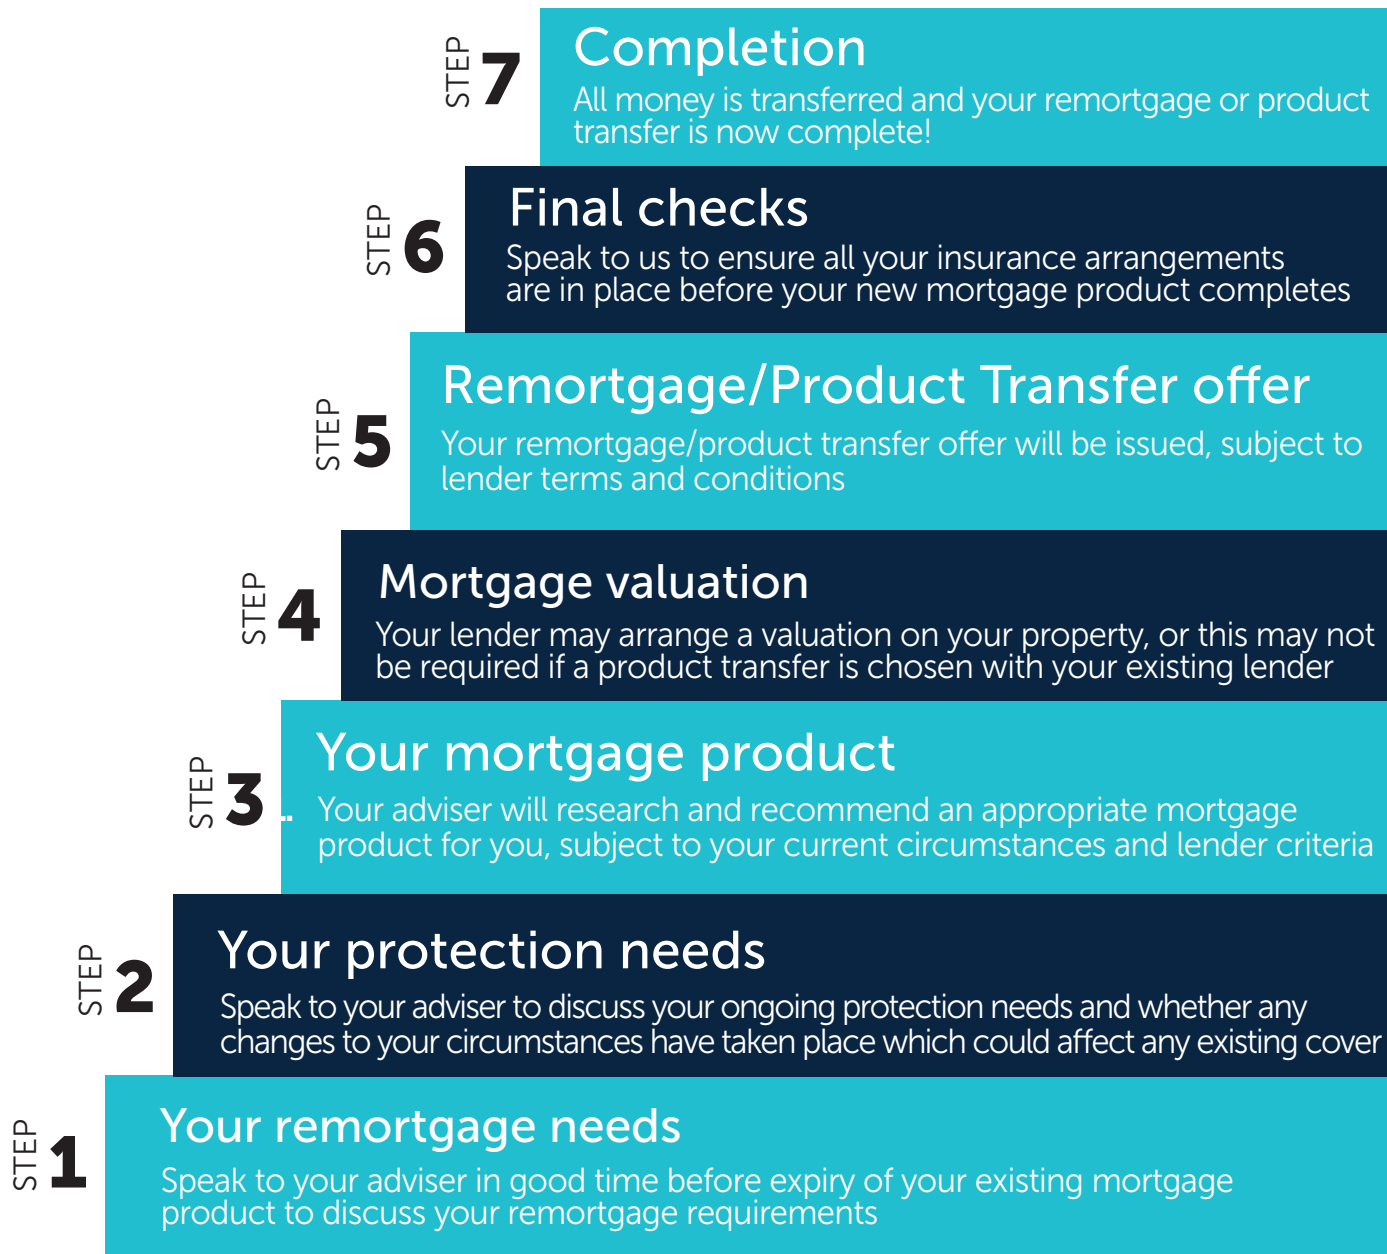 STEP 7
Completion
All money is transferred and your remortgage or product
transfer is now complete!
STEP 6
Final checks
Speak to us to ensure all your insurance arrangements
are in place before your new mortgage product completes
STEP 5
Remortgage/Product Transfer offer
Your remortgage/product transfer offer will be issued, subject to
lender terms and conditions
STEP 4
Mortgage valuation
Your lender may arrange a valuation on your property, or this may not
be required if a product transfer is chosen with your existing lender
STEP 3
Your mortgage product
.. Your adviser will research and recommend an appropriate mortgage
product for you, subject to your current circumstances and lender criteria
STEP 2
Your protection needs
Speak to your adviser to discuss your ongoing protection needs and whether any
changes to your circumstances have taken place which could affect any existing cover
STEP 1
Your remortgage needs
Speak to your adviser in good time before expiry of your existing mortgage
product to discuss your remortgage requirements